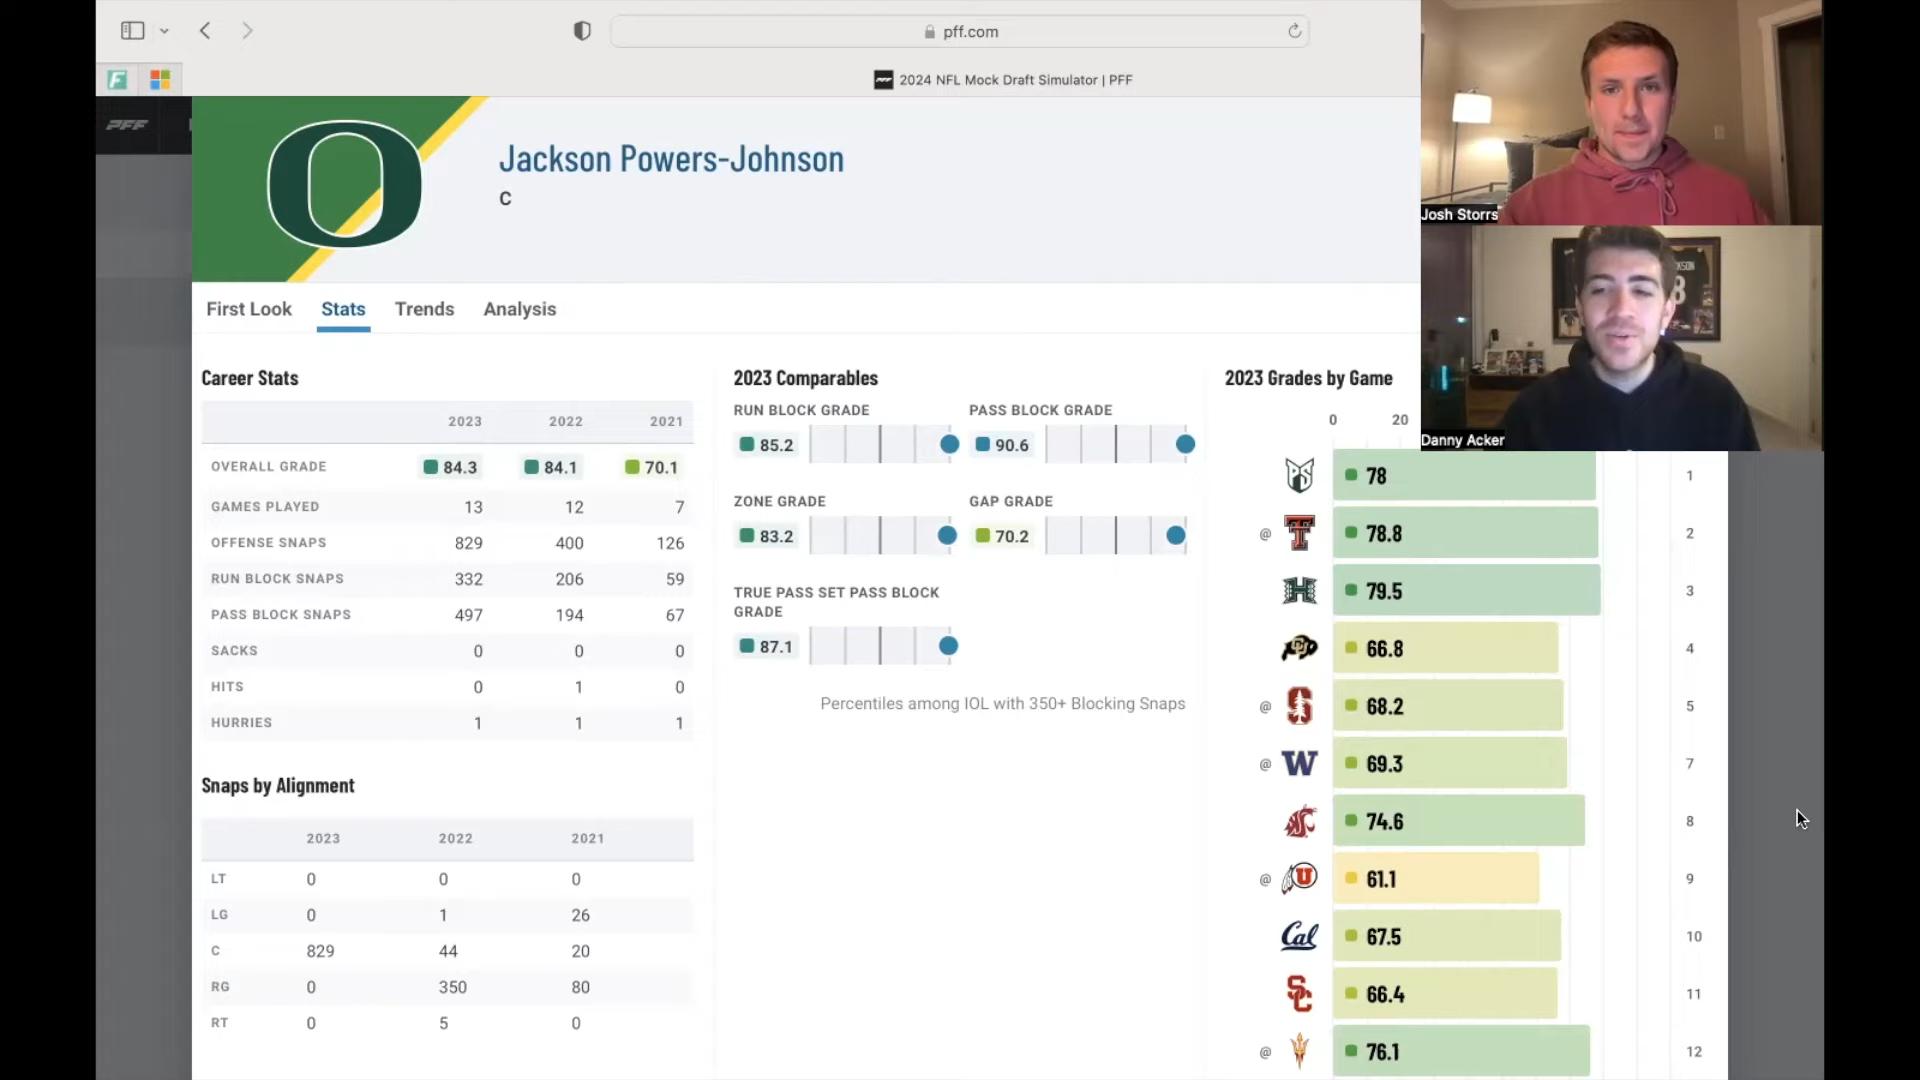 pff.com
F
PFF 2024 NFL Mock Draft Simulator | PFF
PFF
O
Jackson Powers-Johnson
C
First Look Stats Trends Analysis
Career Stats
2023 2022 2021
OVERALL GRADE 84.3 84.1 70.1
GAMES PLAYED 13 12 7
OFFENSE SNAPS 829 400 126
RUN BLOCK SNAPS 332 206 59
PASS BLOCK SNAPS 497 194 67
SACKS 0 0 0
HITS 0 1 0
HURRIES 1 1 1
Snaps by Alignment
2023 2022 2021
LT 0 0 0
LG 0 1 26
C 829 44 20
RG 0 350 80
RT 0 5 0
2023 Comparables
RUN BLOCK GRADE
85.2
PASS BLOCK GRADE
90.6
ZONE GRADE
83.2
GAP GRADE
70.2
TRUE PASS SET PASS BLOCK
GRADE
87.1
Percentiles among IOL with 350+ Blocking Snaps
2023 Grades by Game
0 20
PS 78 1
@ T 78.8 2
H 79.5 3
CU 66.8 4
@ S 68.2 5
@ W 69.3 7
74.6 8
@ U 61.1 9
Cal 67.5 10
SC 66.4 11
@ 76.1 12
Josh Storrs
8
Danny Acker